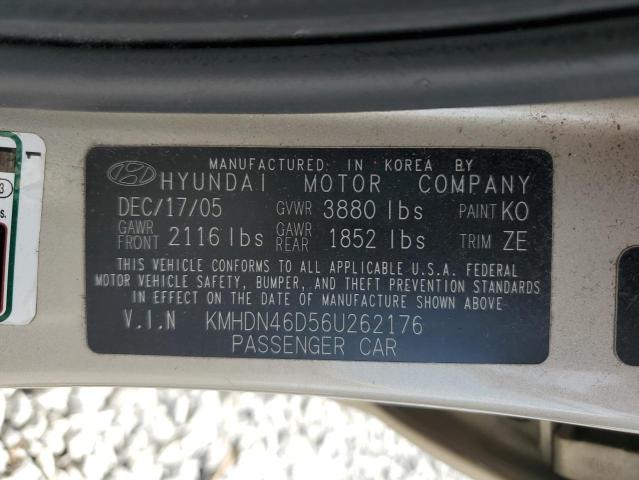 MANUFACTURED IN KOREA BY
HYUNDAI MOTOR COMPANY
DEC/17/05 GVWR 3880 lbs PAINT KO
GAWR FRONT 2116 lbs GAWR REAR 1852 lbs TRIM ZE
THIS VEHICLE CONFORMS TO ALL APPLICABLE U.S.A. FEDERAL
MOTOR VEHICLE SAFETY, BUMPER, AND THEFT PREVENTION STANDARDS
IN EFFECT ON THE DATE OF MANUFACTURE SHOWN ABOVE.
V.I.N KMHDN46D56U262176
PASSENGER CAR
1
3
s.